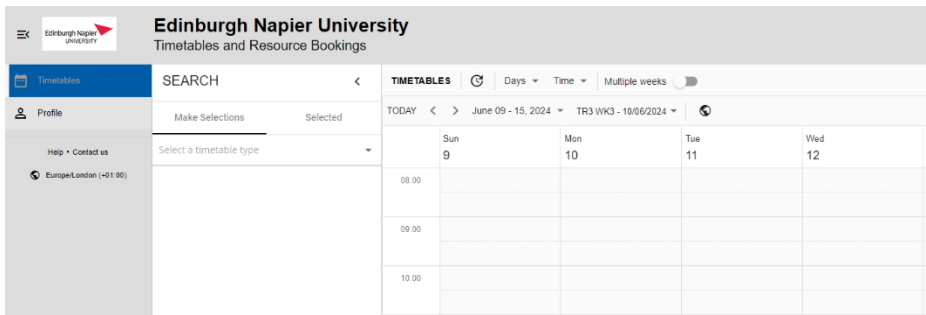 Edinburgh Napier
UNIVERSITY
Edinburgh Napier University
Timetables and Resource Bookings
Timetables
Profile
Help • Contact us
Europe/London (+01:00)
SEARCH
Make Selections Selected
Select a timetable type
TIMETABLES Days Time Multiple weeks
TODAY June 09 - 15, 2024 TR3 WK3 - 10/06/2024
Sun Mon Tue Wed
9 10 11 12
08:00
09:00
10:00